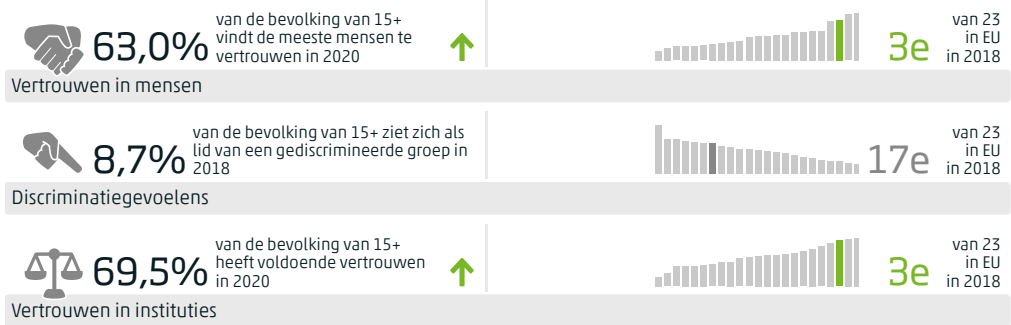 63,0%
van de bevolking van 15+
vindt de meeste mensen te
vertrouwen in 2020
3e
van 23
in EU
in 2018
Vertrouwen in mensen
8,7%
van de bevolking van 15+ ziet zich als
lid van een gediscrimineerde groep in
2018
17e
van 23
in EU
in 2018
Discriminatiegevoelens
69,5%
van de bevolking van 15+
heeft voldoende vertrouwen
in 2020
3e
van 23
in EU
in 2018
Vertrouwen in instituties